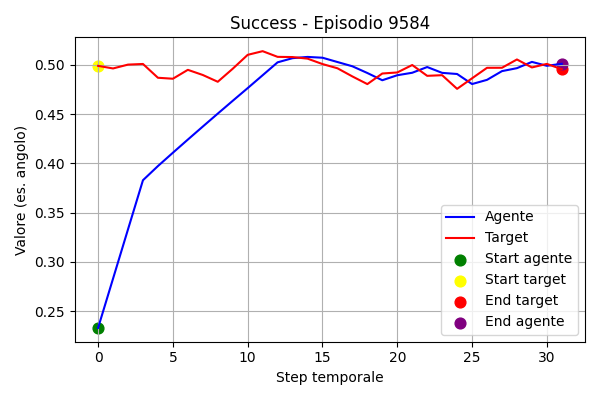 Success - Episodio 9584
Valore (es. angolo)
0.50
0.45
0.40
0.35
0.30
0.25
0
5
10
15
20
25
30
Step temporale
Agente
Target
Start agente
Start target
End target
End agente